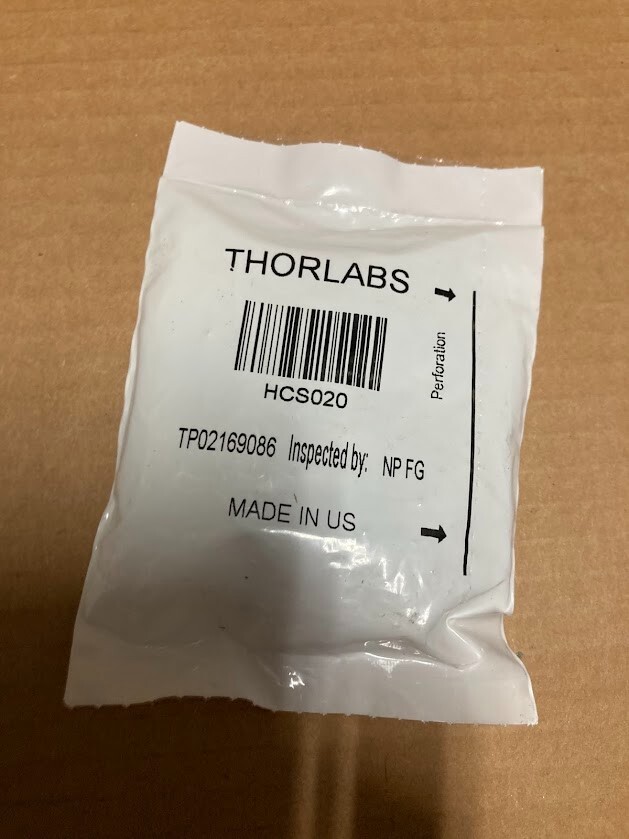 THORLABS
HCS020
Perforation
TP02169086 Inspected by: NP FG
MADE IN US